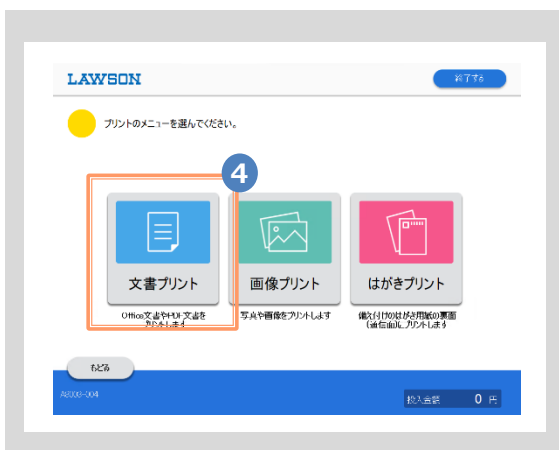 LAWSON
終了する
プリントのメニューを選んでください。
4
文書プリント
画像プリント
はがきプリント
Office文書やPDF文書を
プリントします
写真や画像をプリントします
備え付けのはがき用紙の裏面
(通信面)にプリントします
もどる
投入金額 0 円